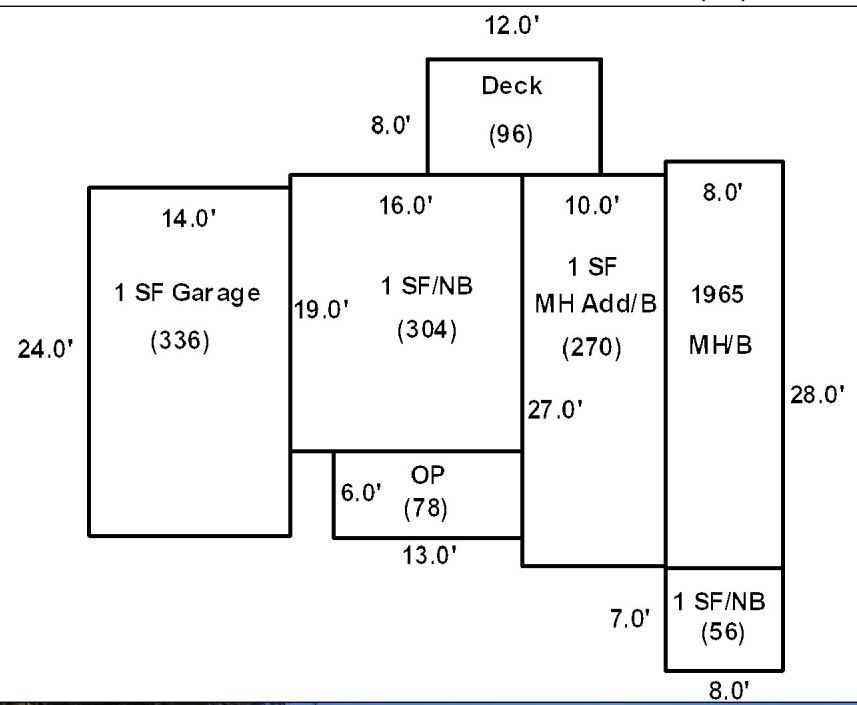 12.0'
Deck
8.0'
(96)
14.0'
16.0'
10.0'
8.0'
1 SF Garage
(336)
24.0'
19.0'
1 SF/NB
(304)
1 SF
MH Add/B
(270)
27.0'
1965
MH/B
28.0'
OP
6.0'
(78)
13.0'
7.0'
1 SF/NB
(56)
8.0'